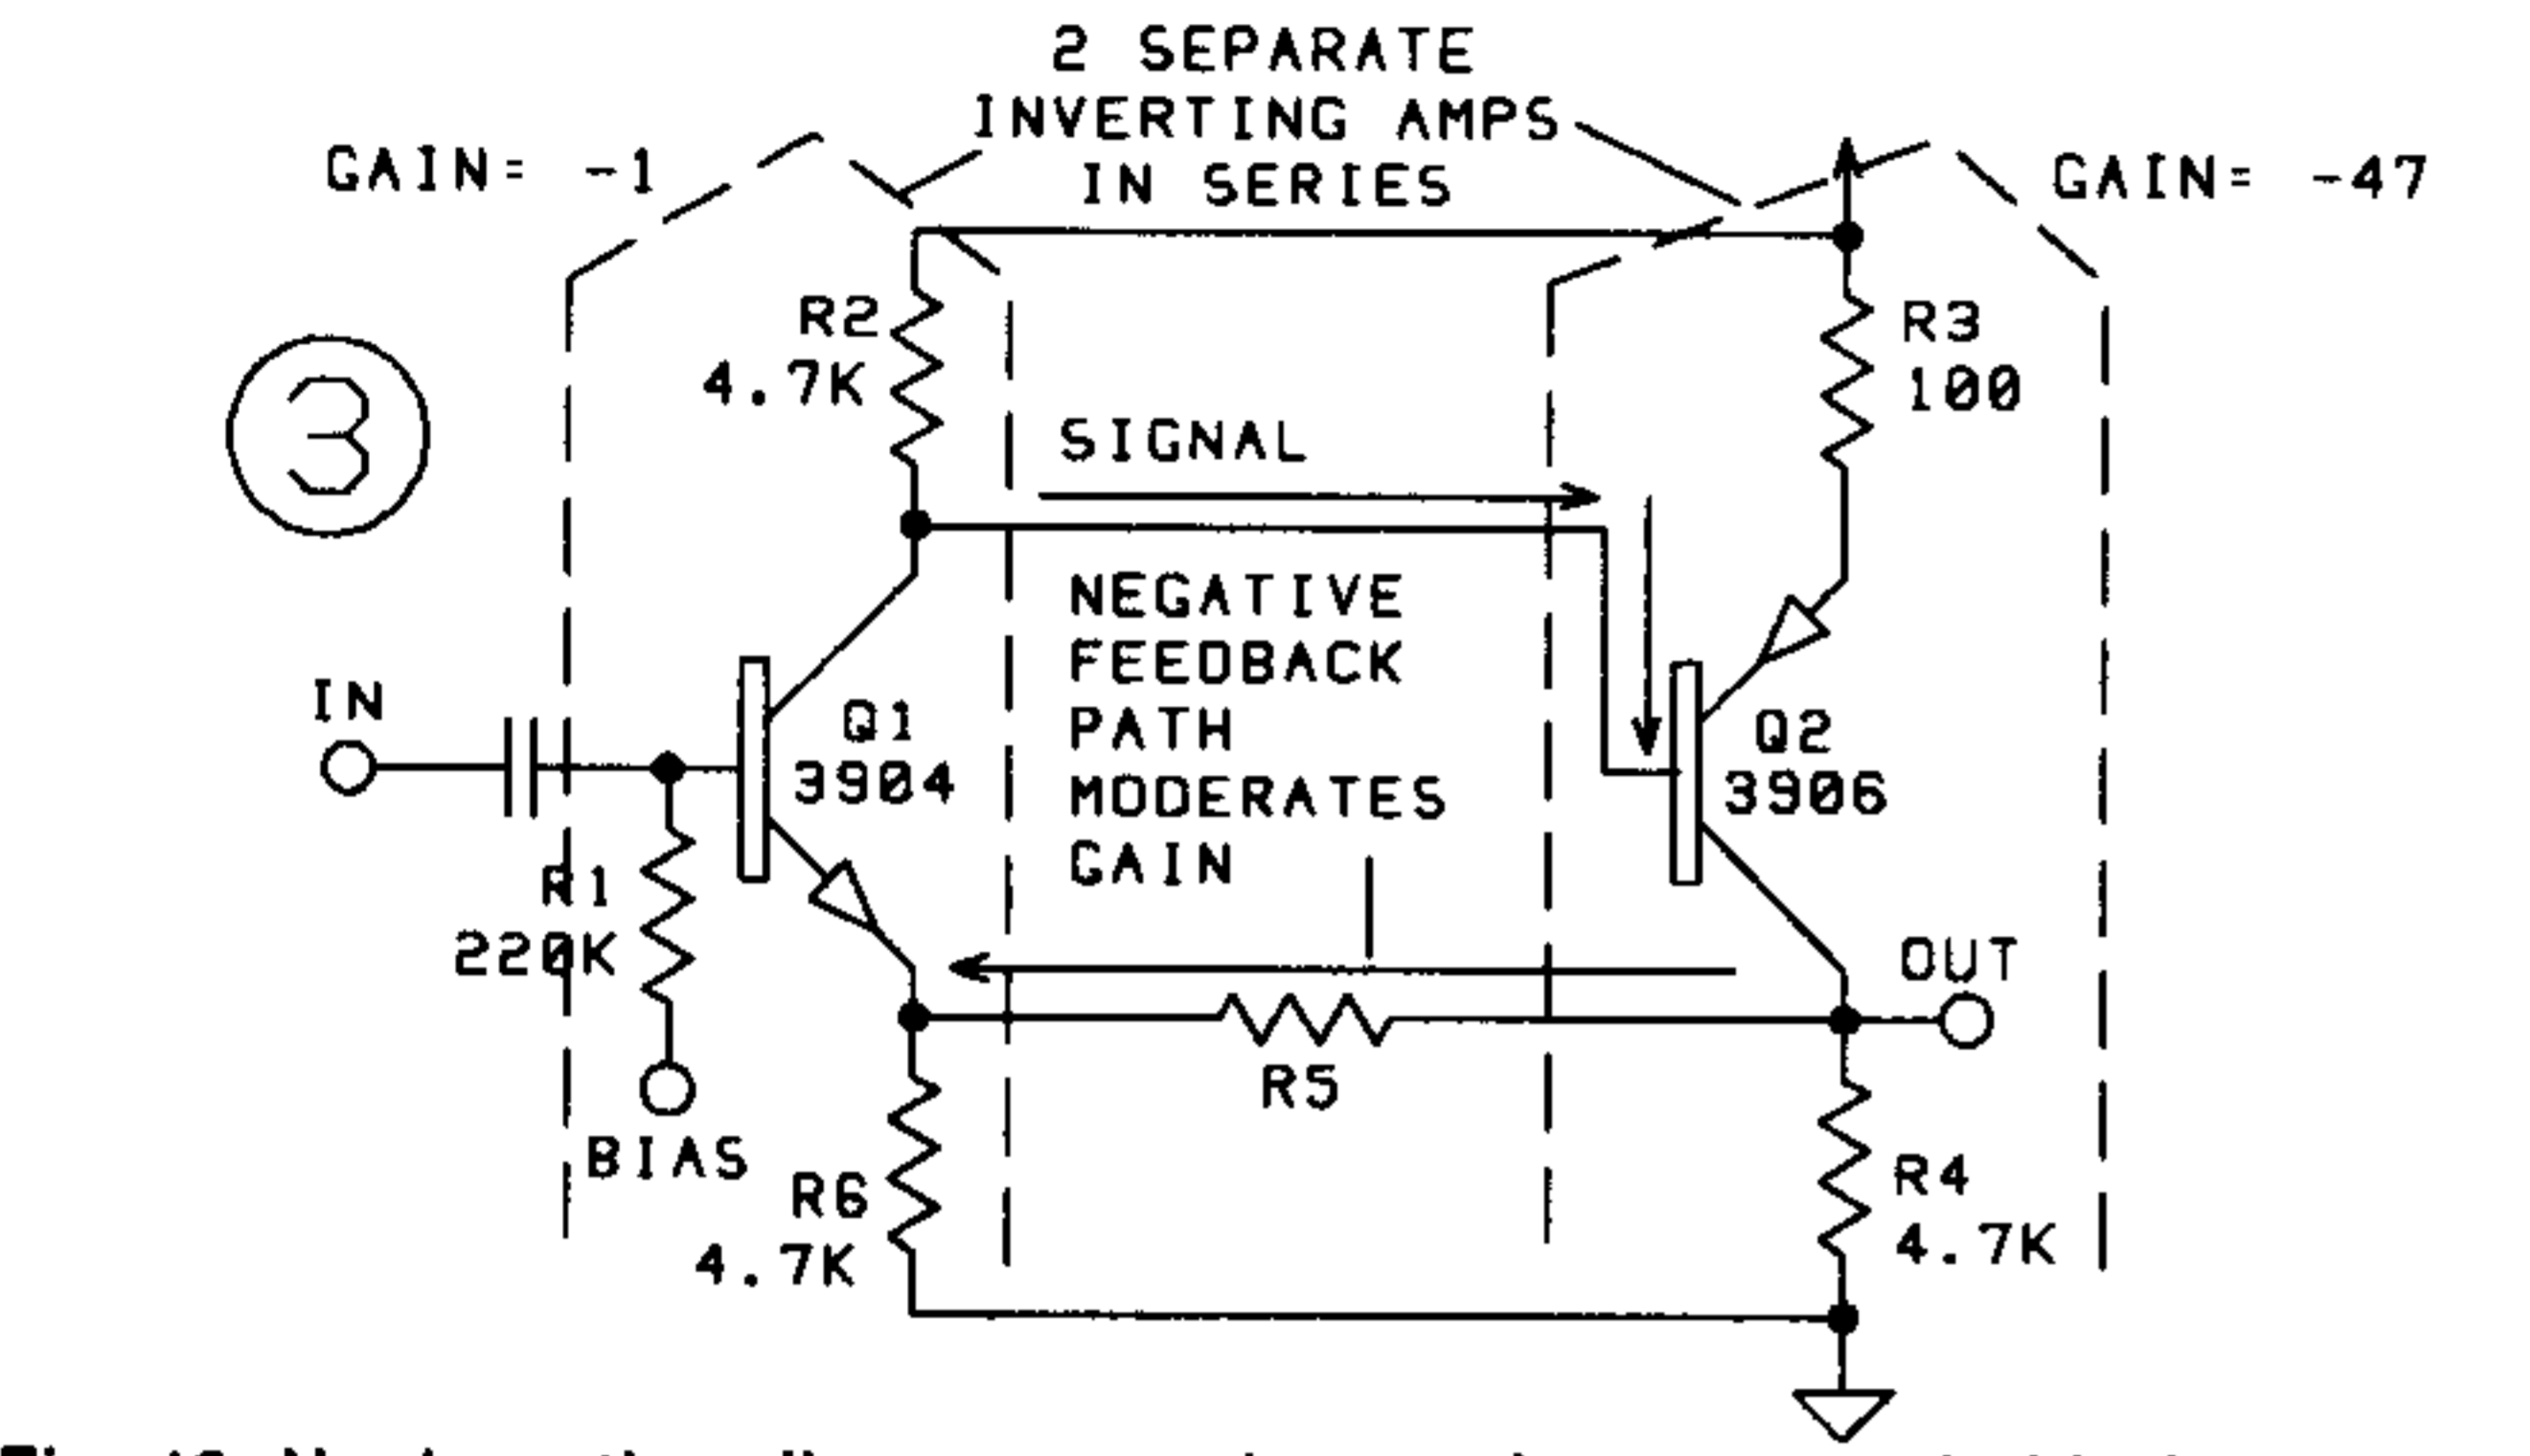 2 SEPARATE
INVERTING AMPS
IN SERIES
GAIN= -1
GAIN= -47
R2
4.7K
R3
100
3
SIGNAL
NEGATIVE
FEEDBACK
PATH
MODERATES
GAIN
IN
Q1
3904
Q2
3906
R1
220K
OUT
R5
BIAS
R6
4.7K
R4
4.7K